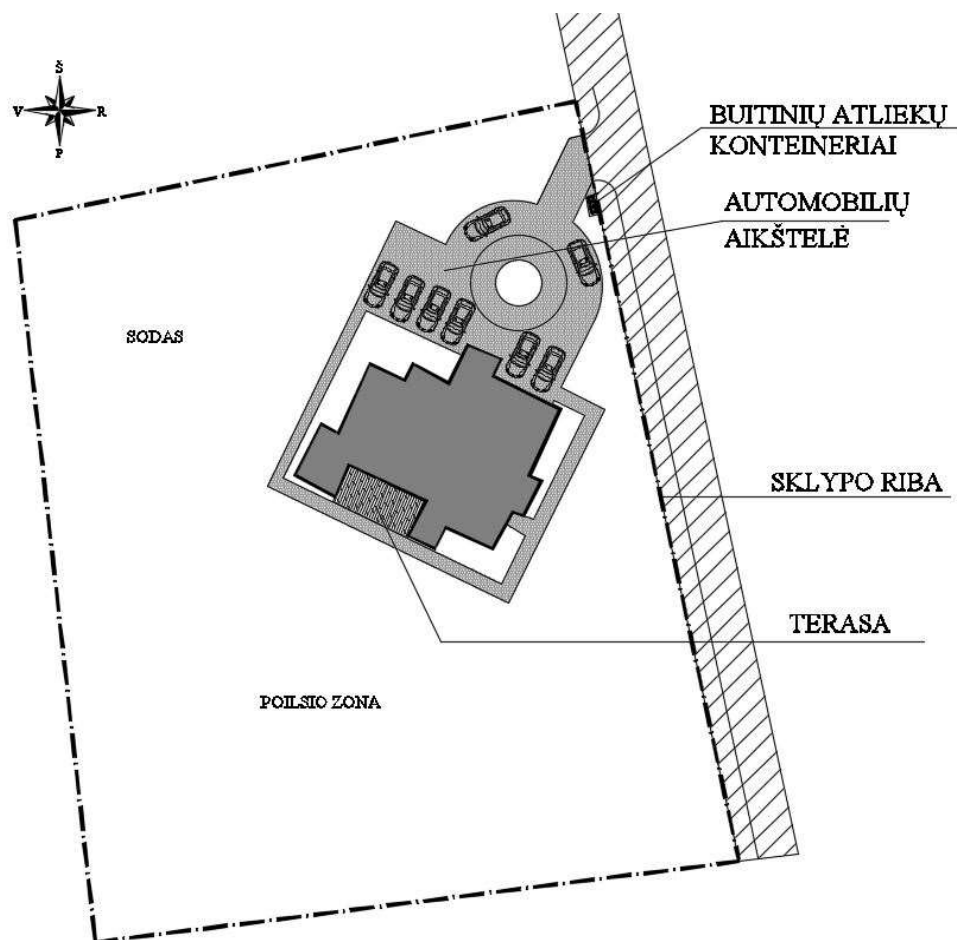 Š
V R
P
BUITINIŲ ATLIEKŲ
KONTEINERIAI
AUTOMOBILIŲ
AIKŠTELĖ
SODAS
SKLYPO RIBA
TERASA
POILSIO ZONA